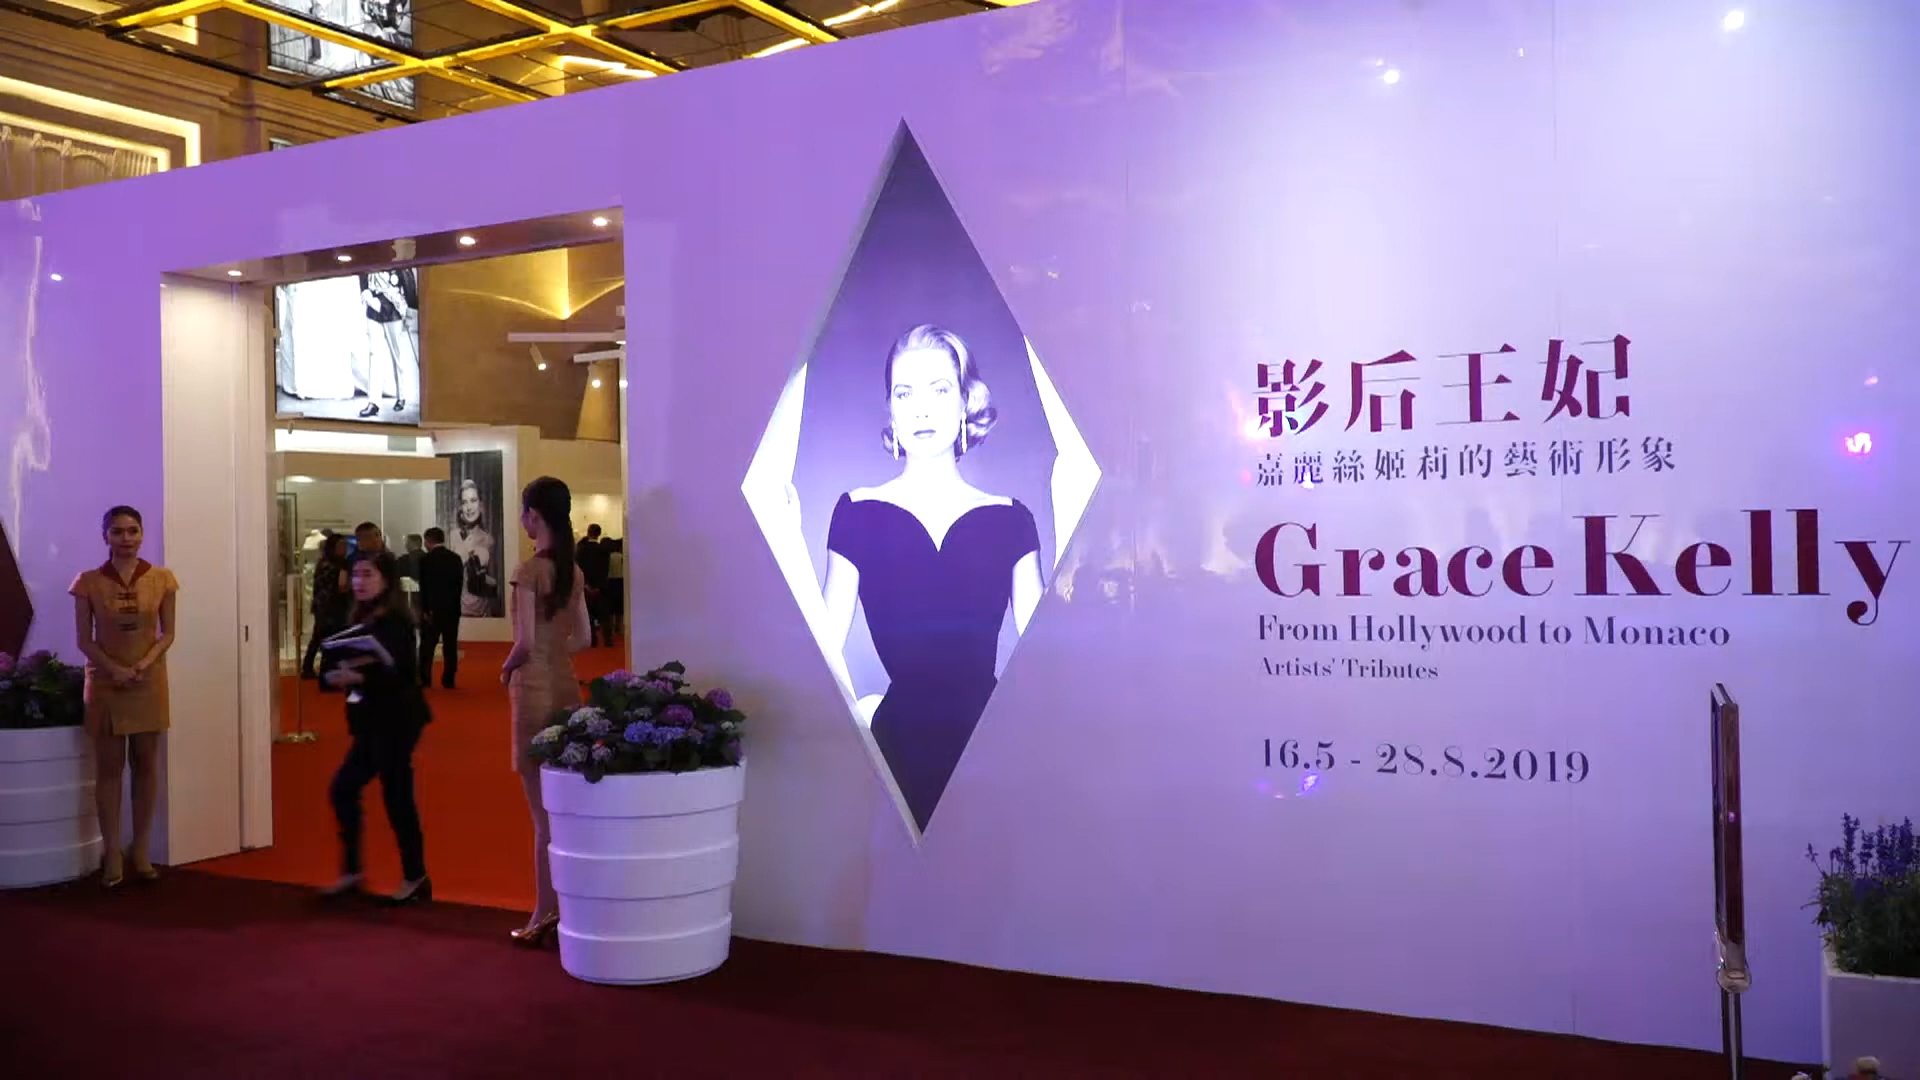 影后王妃
嘉麗絲姬莉的藝術形象
Grace Kelly
From Hollywood to Monaco
Artists' Tributes
16.5 - 28.8.2019